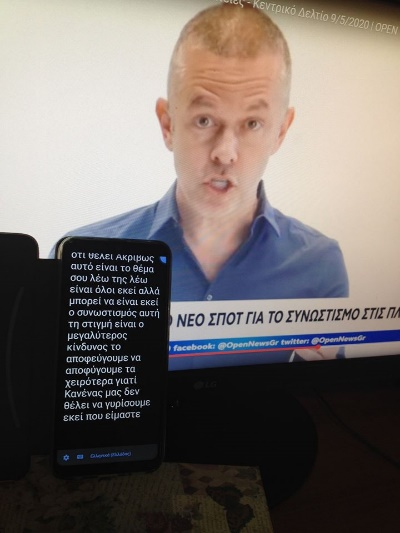 - Κεντρικό Δελτίο 9/5/2020 | OPEN
ότι θέλει Ακριβώς
αυτό είναι το θέμα
σου λέω της λέω
είναι όλοι εκεί αλλά
μπορεί να είναι εκεί
ο συνωστισμός αυτή
τη στιγμή είναι ο
μεγαλύτερος
κίνδυνος το
αποφεύγουμε να
αποφύγουμε τα
χειρότερα γιατί
Κανένας μας δεν
θέλει να γυρίσουμε
εκεί που είμαστε
Ελληνικά (Ελλάδας)
ΝΕΟ ΣΠΟΤ ΓΙΑ ΤΟ ΣΥΝΩΣΤΙΣΜΟ ΣΤΙΣ ΠΛ
facebook: @OpenNewsGr twitter: @OpenNewsGr
LG